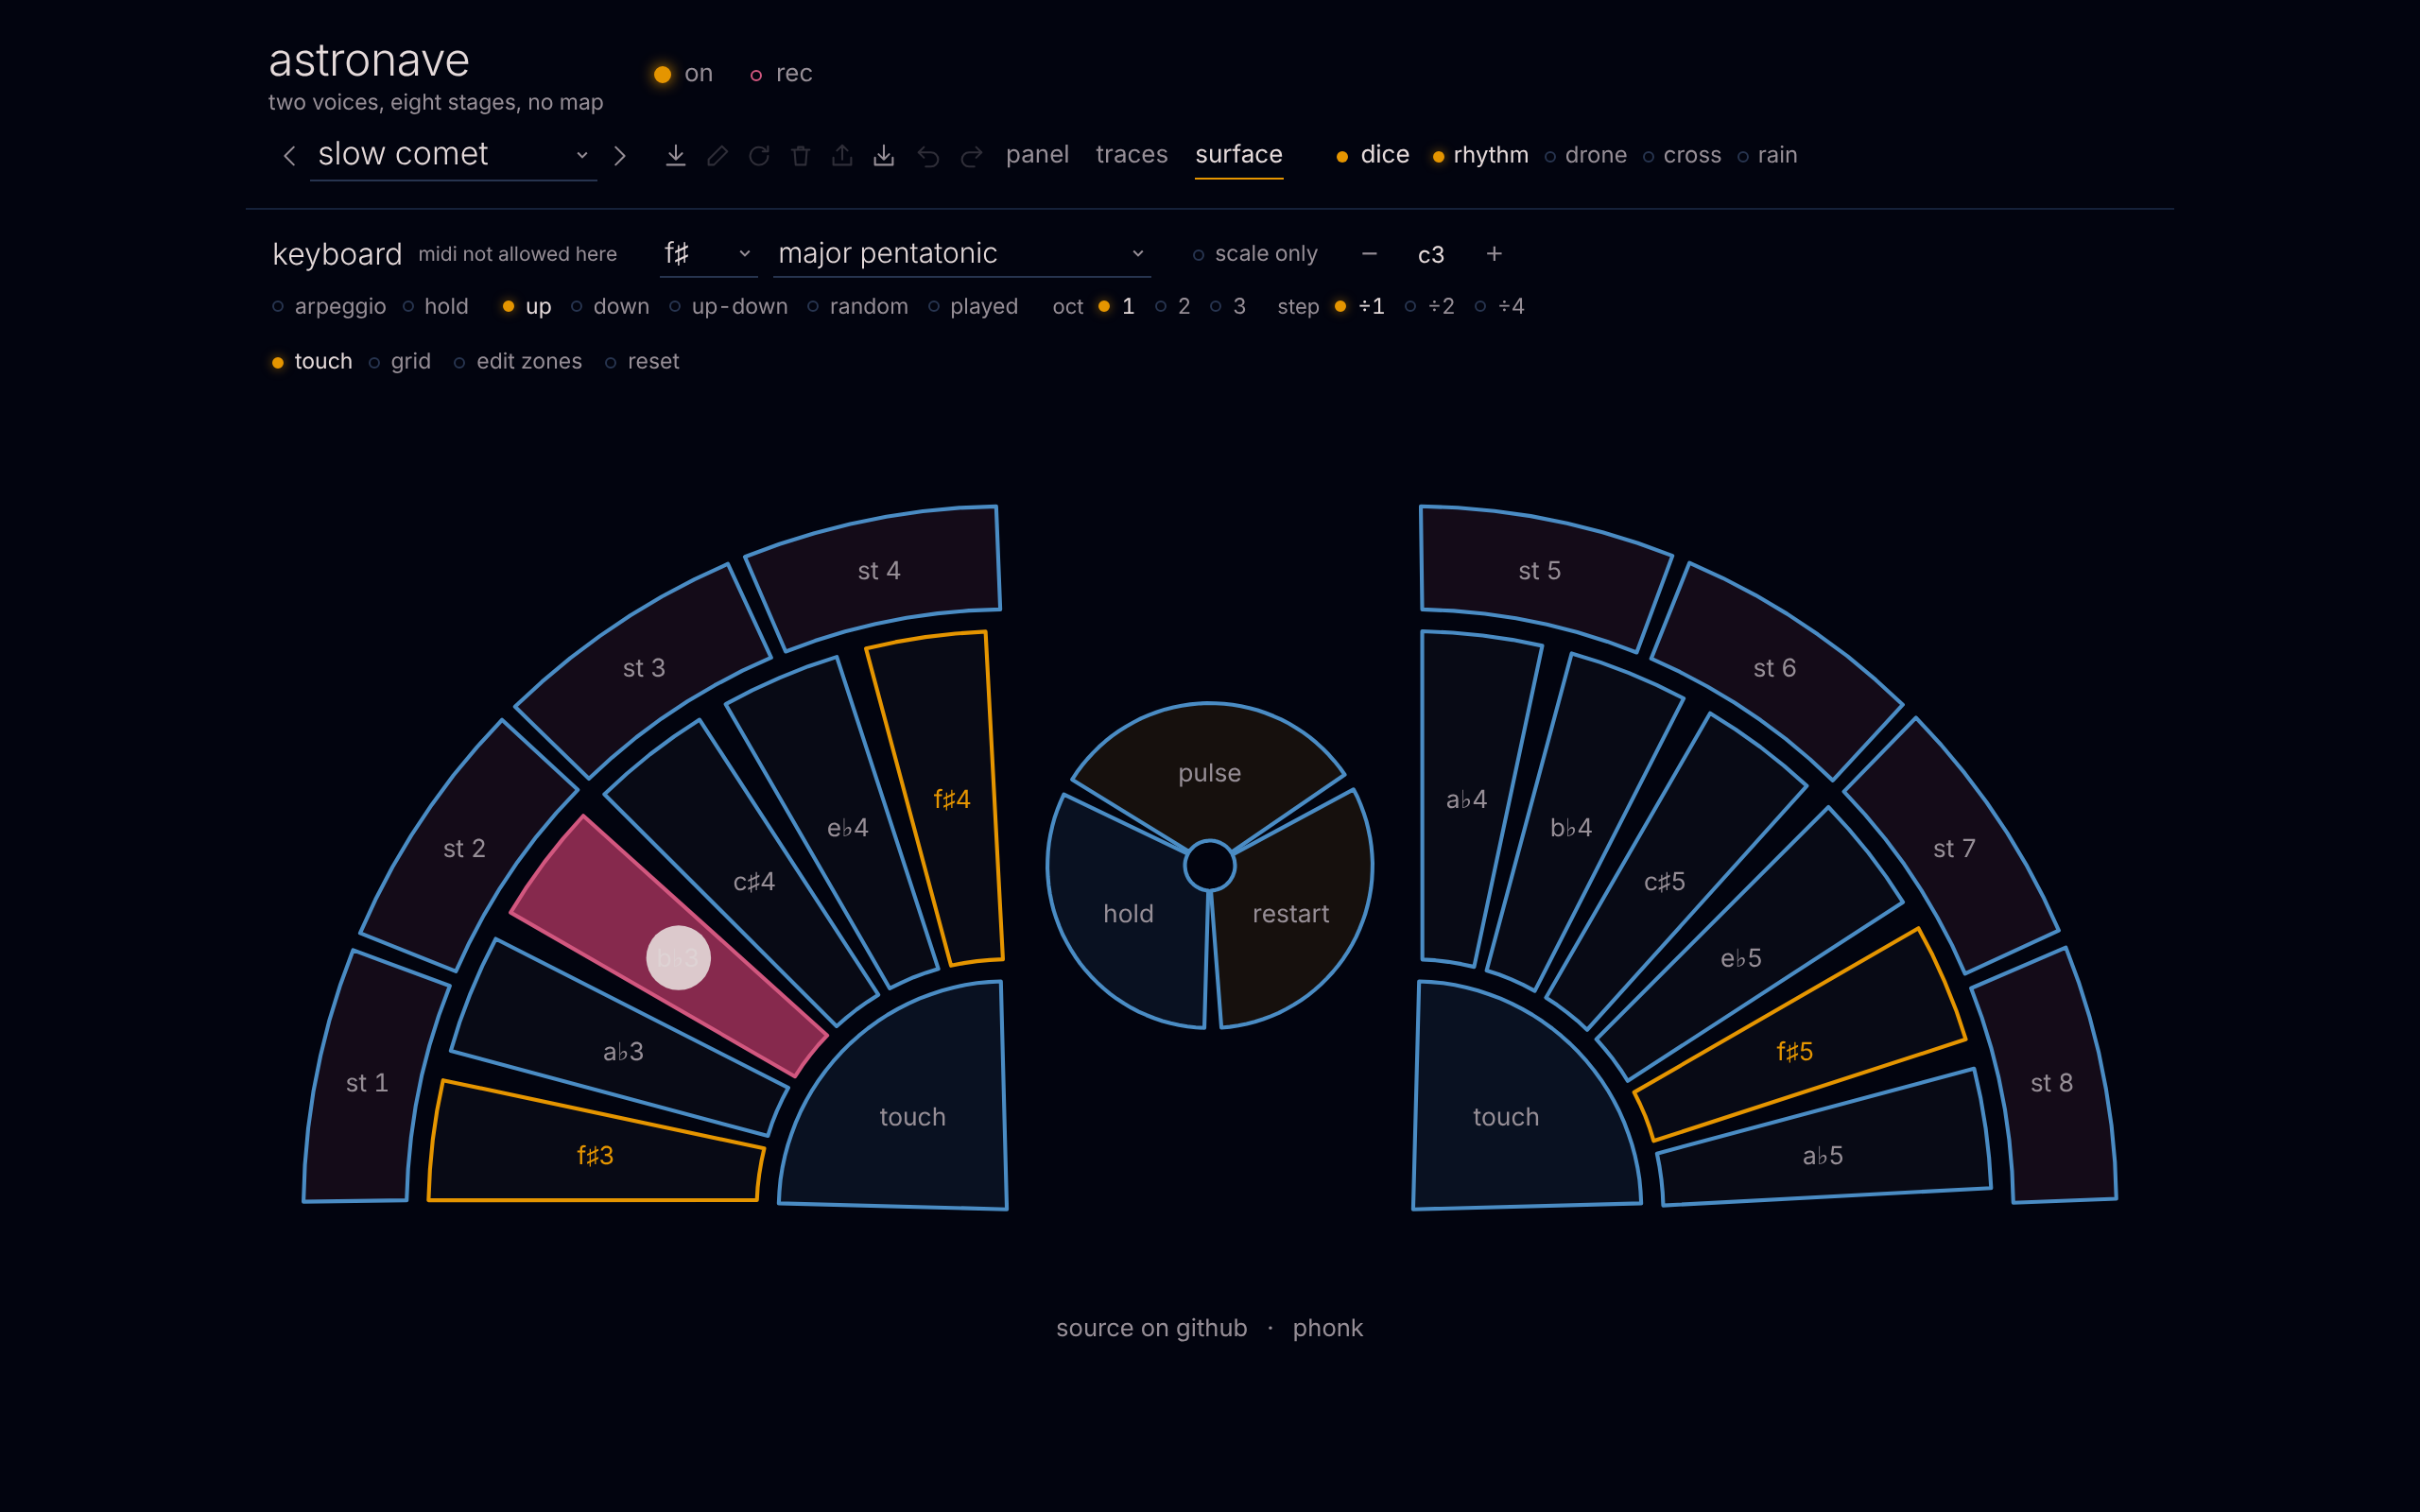 astronave
on rec
two voices, eight stages, no map
slow comet panel traces surface dice rhythm drone cross rain
keyboard midi not allowed here f♯ major pentatonic scale only − c3 +
arpeggio hold up down up-down random played oct 1 2 3 step ÷1 ÷2 ÷4
touch grid edit zones reset
st 4 st 5
st 3 st 6
pulse
f♯4 a♭4
e♭4 b♭4
st 2 st 7
c♯4 c♯5
hold restart
b♭3 e♭5
a♭3 f♯5
st 1 st 8
touch touch
f♯3 a♭5
source on github · phonk